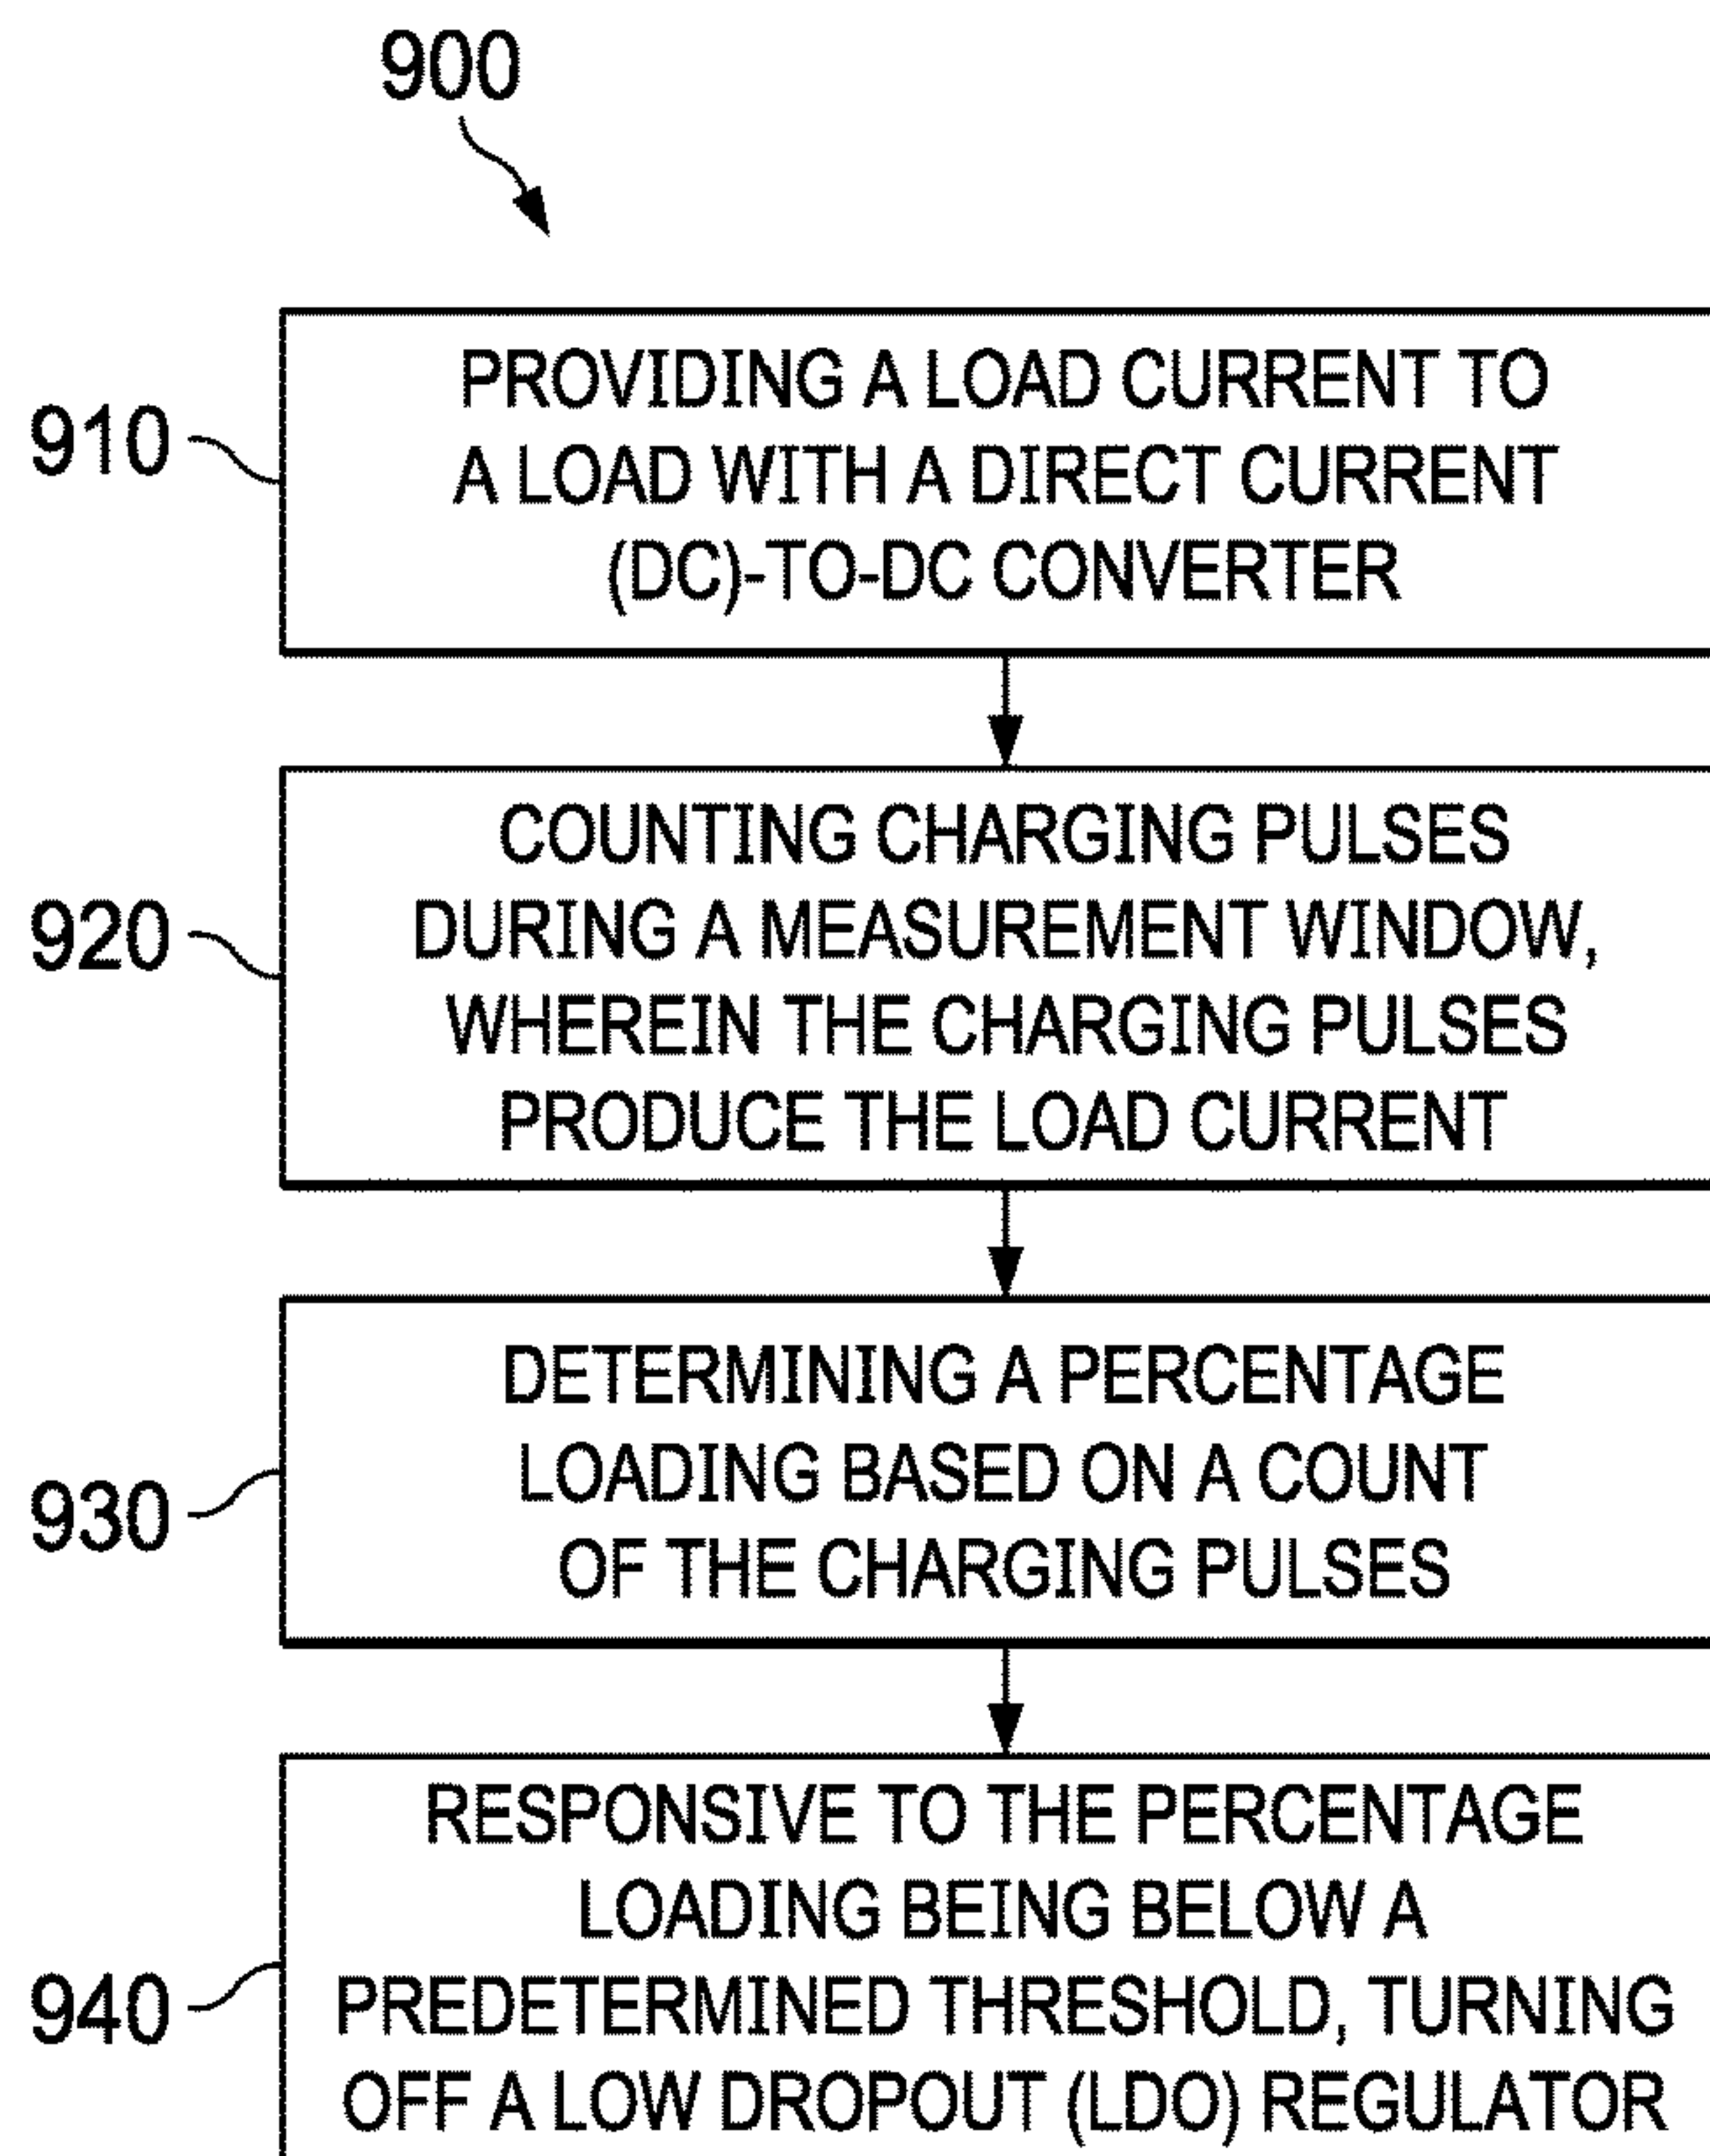 900
910
PROVIDING A LOAD CURRENT TO
A LOAD WITH A DIRECT CURRENT
(DC)-TO-DC CONVERTER
920
COUNTING CHARGING PULSES
DURING A MEASUREMENT WINDOW,
WHEREIN THE CHARGING PULSES
PRODUCE THE LOAD CURRENT
930
DETERMINING A PERCENTAGE
LOADING BASED ON A COUNT
OF THE CHARGING PULSES
940
RESPONSIVE TO THE PERCENTAGE
LOADING BEING BELOW A
PREDETERMINED THRESHOLD, TURNING
OFF A LOW DROPOUT (LDO) REGULATOR